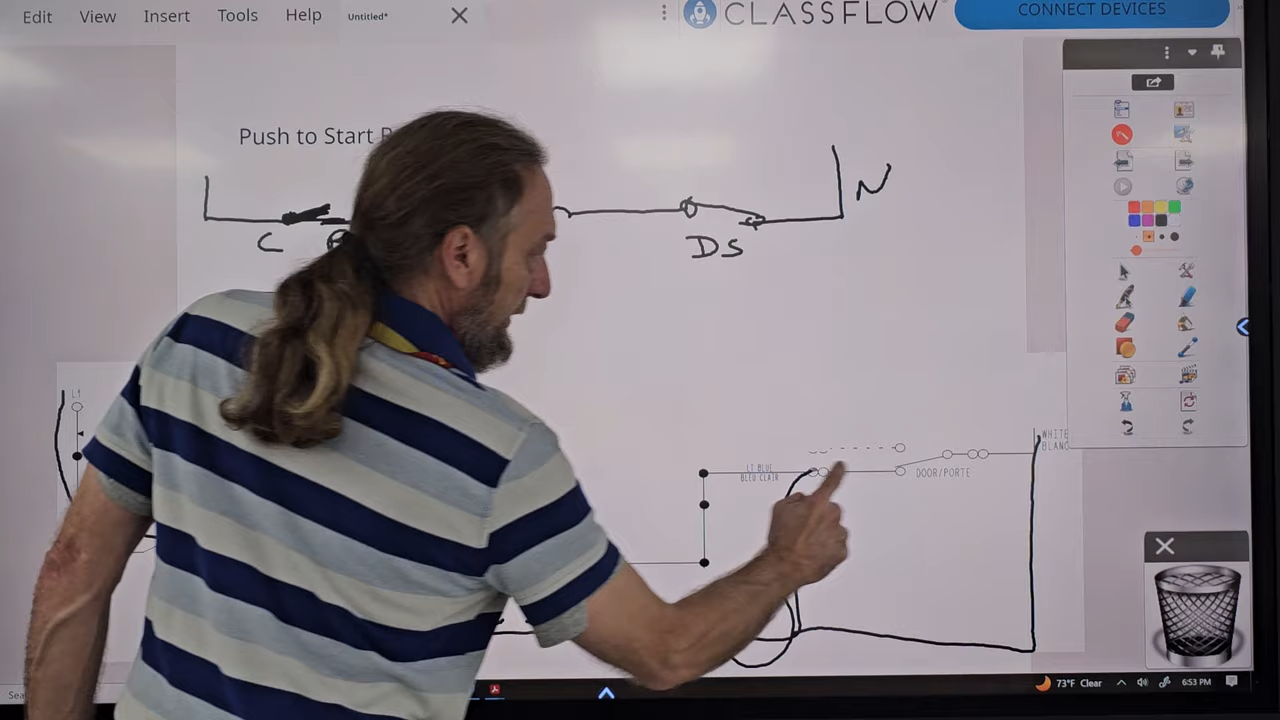 Edit View Insert Tools Help Untitled*
CLASSFLOW
CONNECT DEVICES
Push to Start
N
C
DS
L1
WHITE
BLANC
LT BLUE
BLEU CLAIR
DOOR/PORTE
73°F Clear
6:53 PM